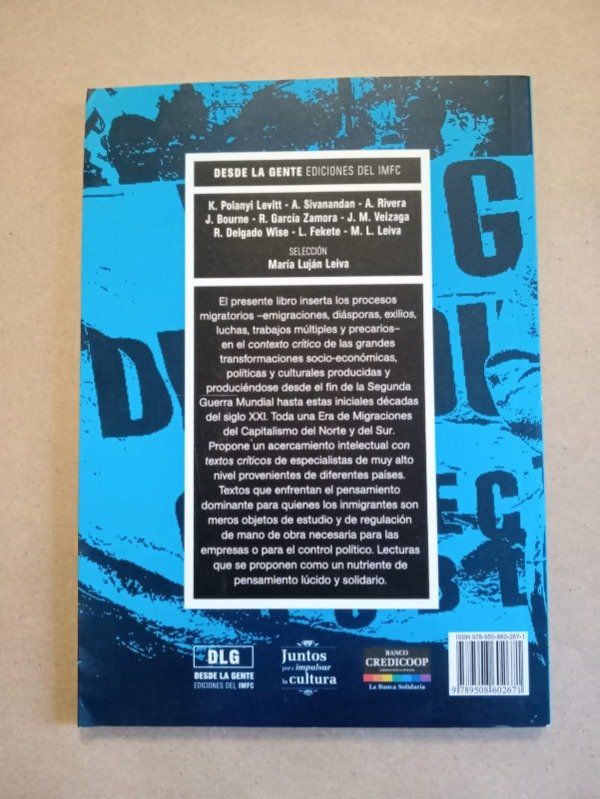 DESDE LA GENTE EDICIONES DEL IMFC
K. Polanyi Levitt - A. Sivanandan - A. Rivera
J. Bourne - R. García Zamora - J. M. Veizaga
R. Delgado Wise - L. Fekete - M. L. Leiva
SELECCIÓN
María Luján Leiva
El presente libro inserta los procesos
migratorios –emigraciones, diásporas, exilios,
luchas, trabajos múltiples y precarios–
en el contexto crítico de las grandes
transformaciones socio-económicas,
políticas y culturales producidas y
produciéndose desde el fin de la Segunda
Guerra Mundial hasta estas iniciales décadas
del siglo XXI. Toda una Era de Migraciones
del Capitalismo del Norte y del Sur.
Propone un acercamiento intelectual con
textos críticos de especialistas de muy alto
nivel provenientes de diferentes países.
Textos que enfrentan el pensamiento
dominante para quienes los inmigrantes son
meros objetos de estudio y de regulación
de mano de obra necesaria para las
empresas o para el control político. Lecturas
que se proponen como un nutriente de
pensamiento lúcido y solidario.
DLG
DESDE LA GENTE
EDICIONES DEL IMFC
Juntos
para impulsar
la cultura
BANCO
CREDICOOP
La Banca Solidaria
ISBN 978-950-860-267-1
9789508602671